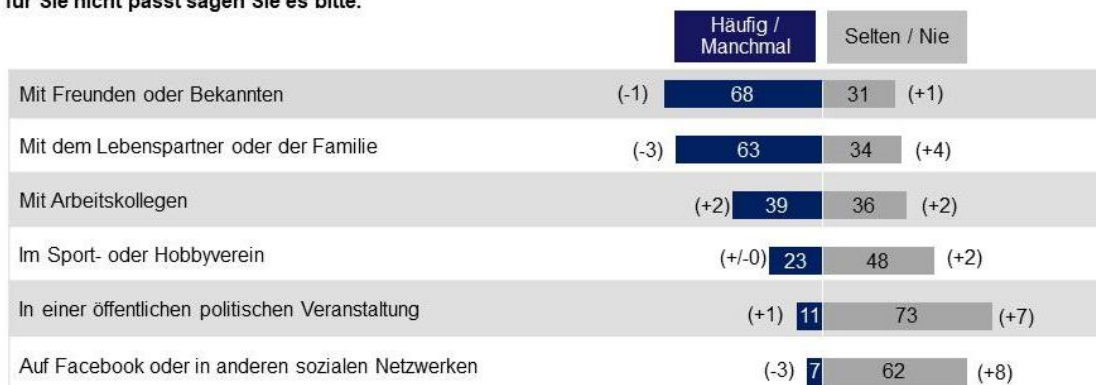 für Sie nicht passt sagen Sie es bitte.
Häufig / Manchmal
Selten / Nie
Mit Freunden oder Bekannten (-1) 68 31 (+1)
Mit dem Lebenspartner oder der Familie (-3) 63 34 (+4)
Mit Arbeitskollegen (+2) 39 36 (+2)
Im Sport- oder Hobbyverein (+/-0) 23 48 (+2)
In einer öffentlichen politischen Veranstaltung (+1) 11 73 (+7)
Auf Facebook oder in anderen sozialen Netzwerken (-3) 7 62 (+8)